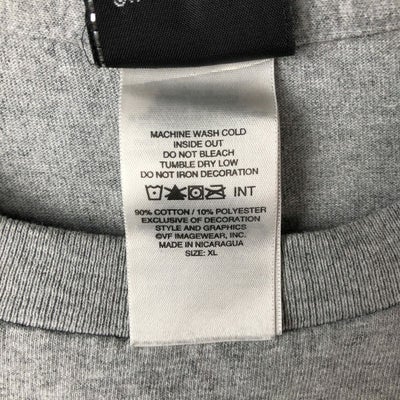 MACHINE WASH COLD
INSIDE OUT
DO NOT BLEACH
TUMBLE DRY LOW
DO NOT IRON DECORATION
INT
90% COTTON / 10% POLYESTER
EXCLUSIVE OF DECORATION
STYLE AND GRAPHICS
©VF IMAGEWEAR, INC.
MADE IN NICARAGUA
SIZE: XL